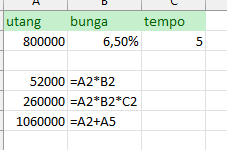 A B C
utang bunga tempo
800000 6,50% 5
52000 =A2*B2
260000 =A2*B2*C2
1060000 =A2+A5